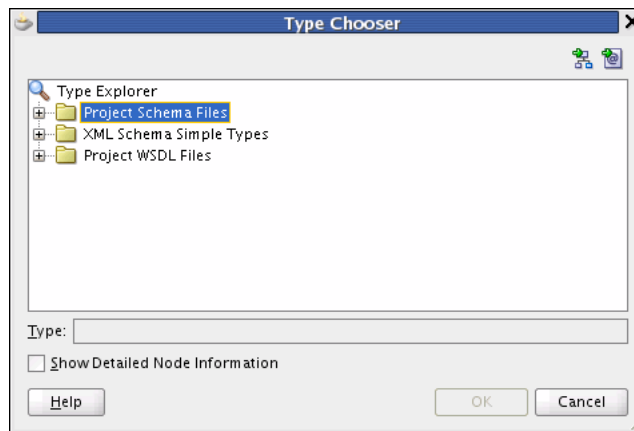 Type Chooser
Type Explorer
Project Schema Files
XML Schema Simple Types
Project WSDL Files
Type:
Show Detailed Node Information
Help
OK
Cancel